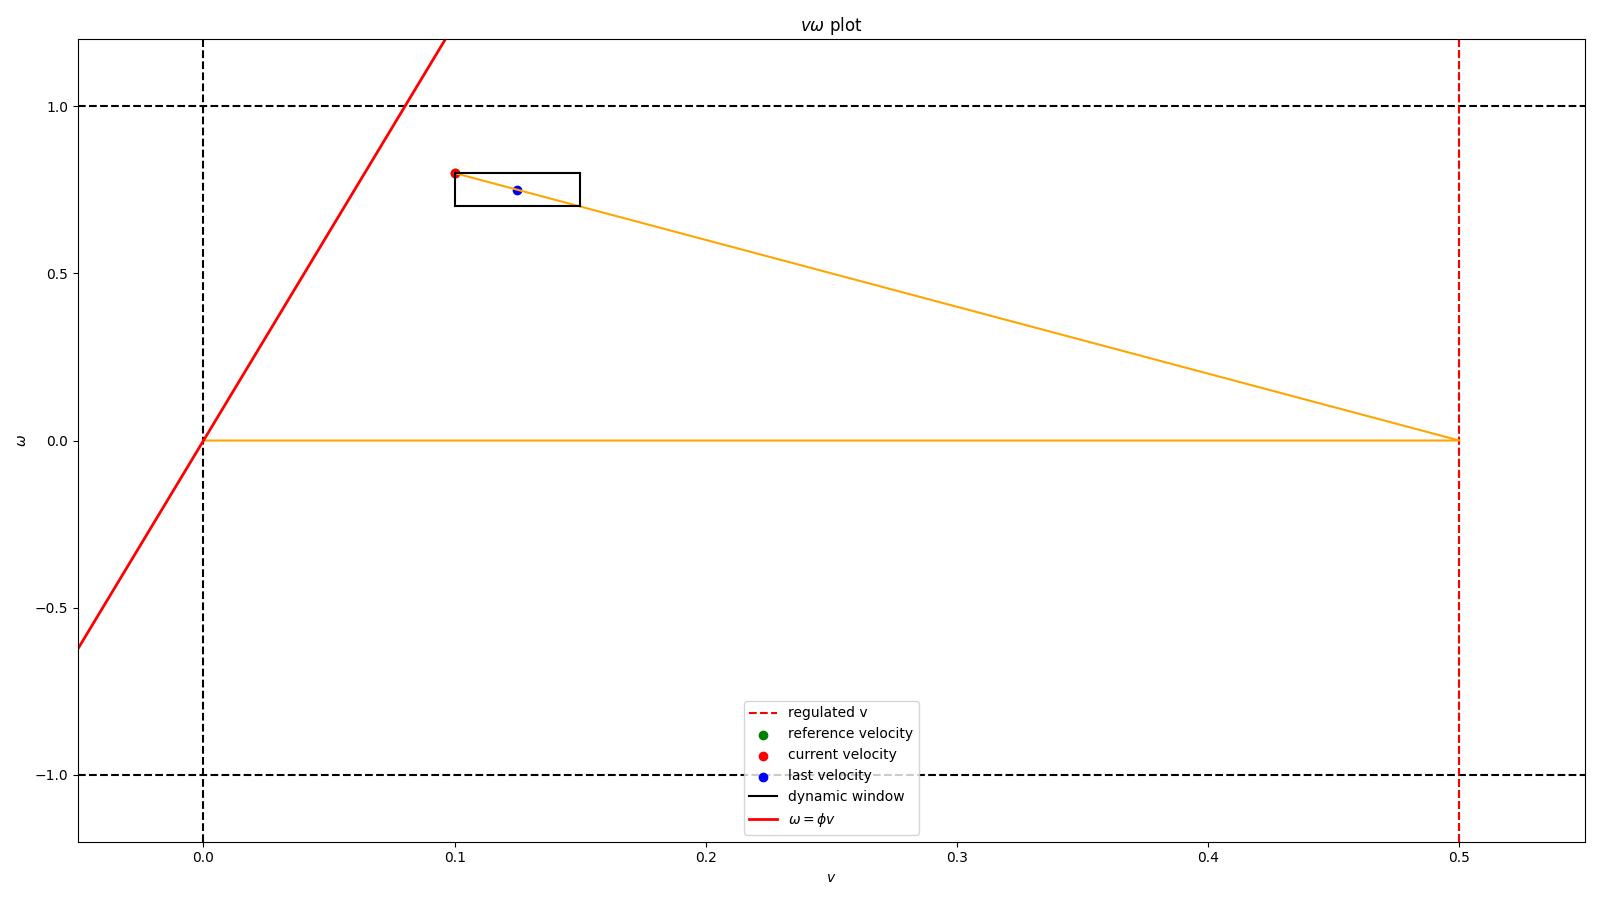 vω plot
1.0
0.5
0.0
−0.5
−1.0
ω
0.0 0.1 0.2 0.3 0.4 0.5
v
regulated v
reference velocity
current velocity
last velocity
dynamic window
ω = ϕv